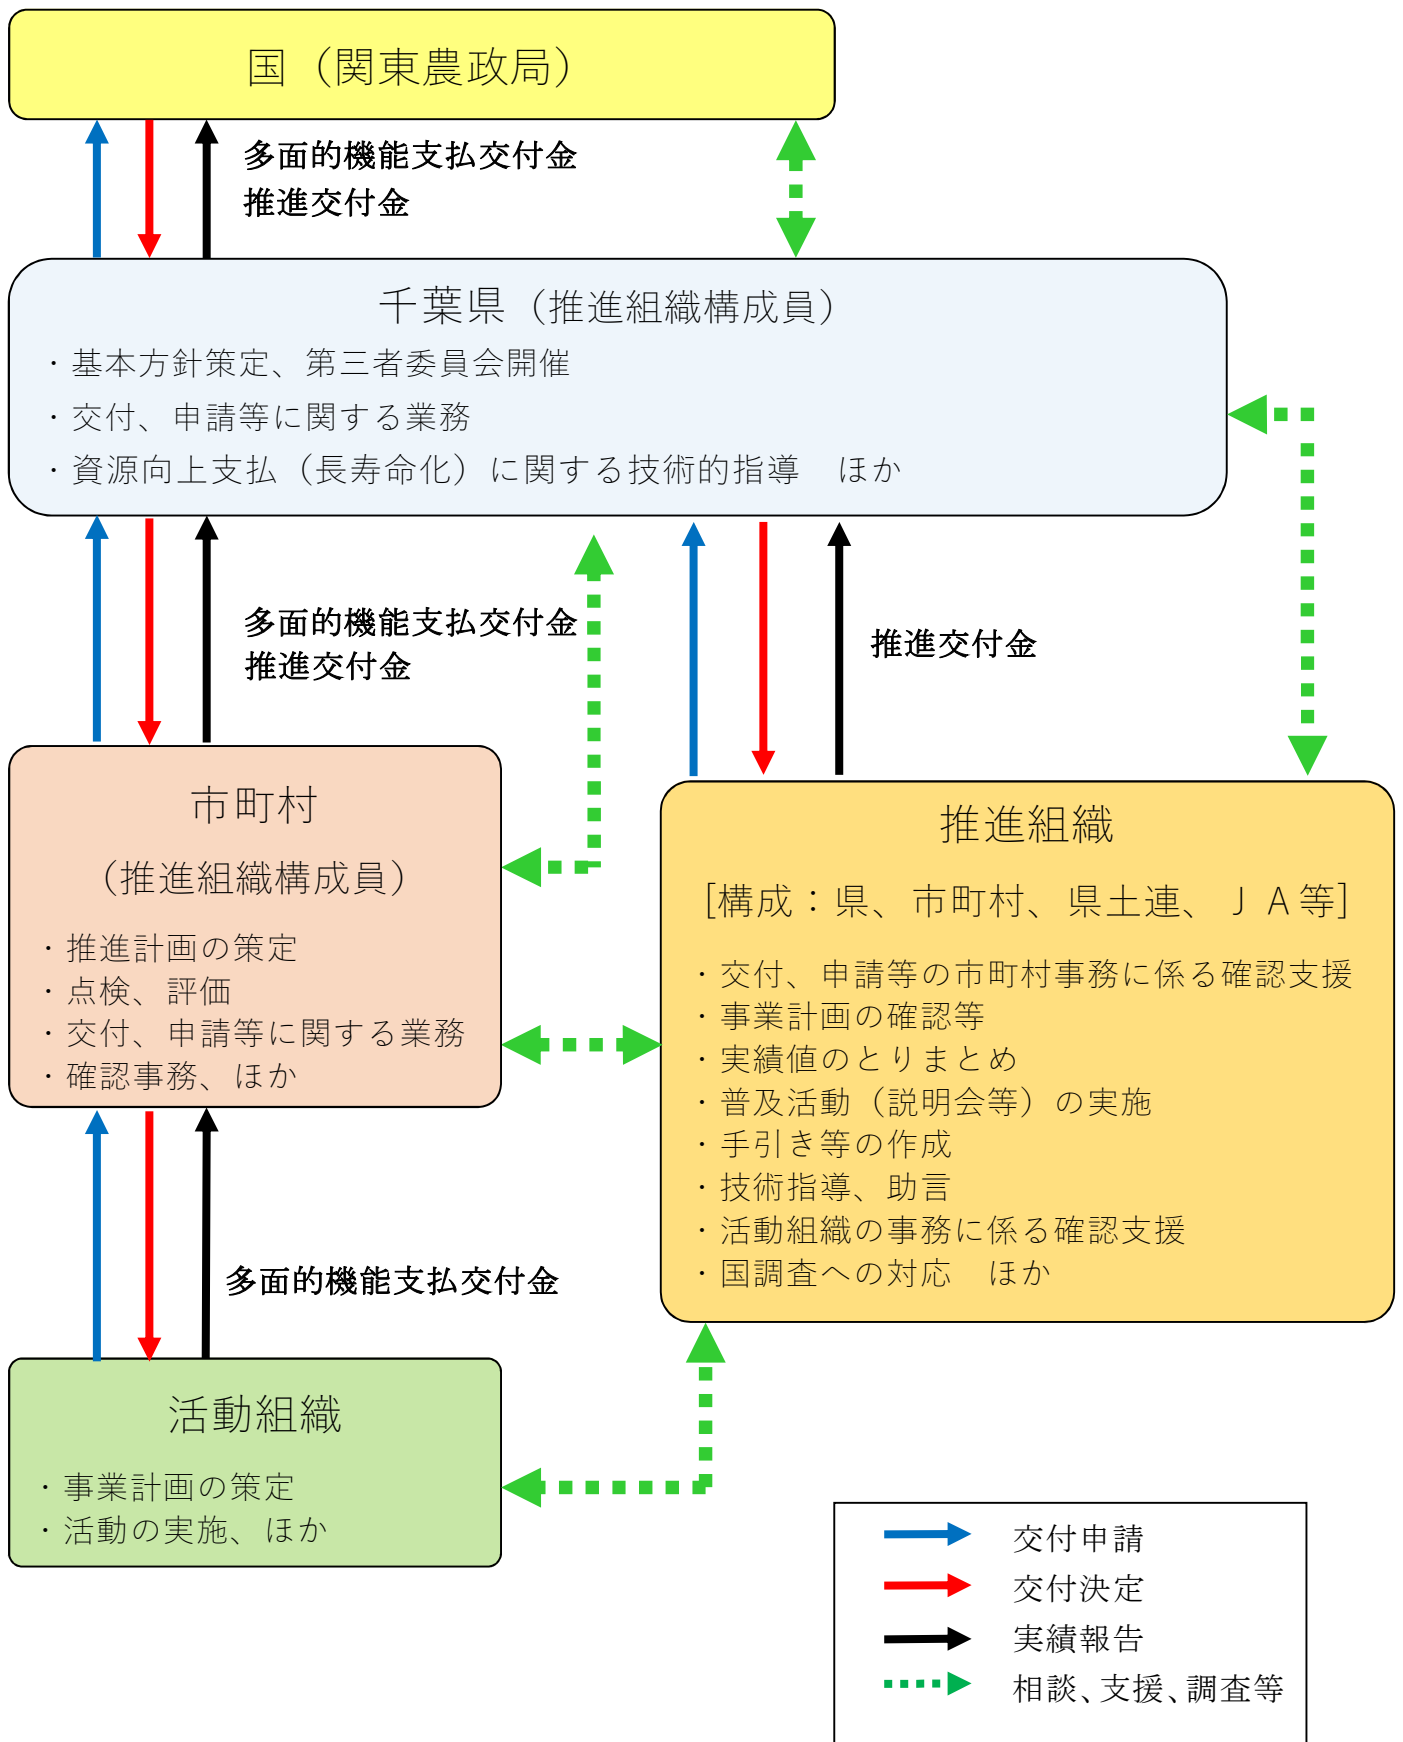 国（関東農政局）
多面的機能支払交付金
推進交付金
千葉県（推進組織構成員）
・基本方針策定、第三者委員会開催
・交付、申請等に関する業務
・資源向上支払（長寿命化）に関する技術的指導　ほか
多面的機能支払交付金
推進交付金
推進交付金
市町村
（推進組織構成員）
・推進計画の策定
・点検、評価
・交付、申請等に関する業務
・確認事務、ほか
推進組織
[構成：県、市町村、県土連、ＪＡ等]
・交付、申請等の市町村事務に係る確認支援
・事業計画の確認等
・実績値のとりまとめ
・普及活動（説明会等）の実施
・手引き等の作成
・技術指導、助言
・活動組織の事務に係る確認支援
・国調査への対応　ほか
多面的機能支払交付金
活動組織
・事業計画の策定
・活動の実施、ほか
交付申請
交付決定
実績報告
相談、支援、調査等